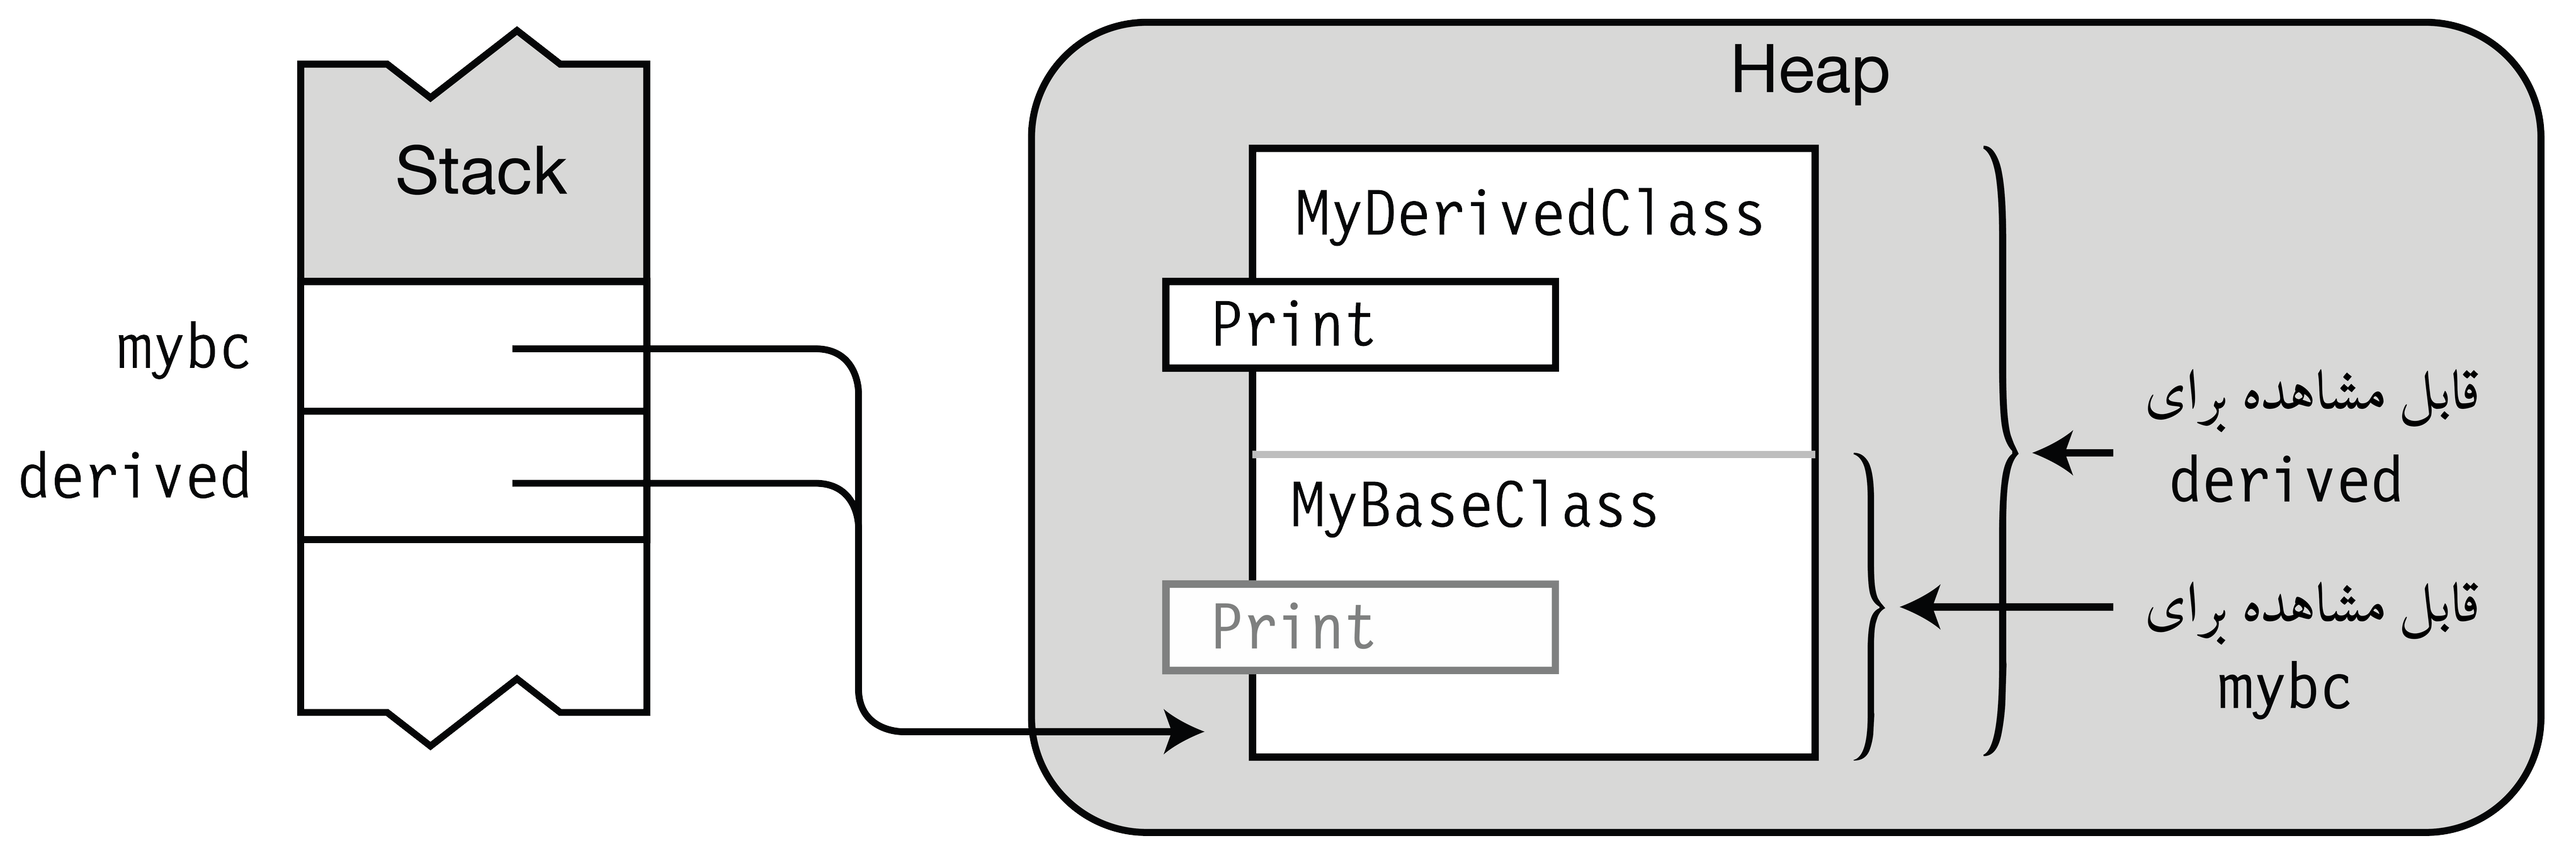 Heap
Stack
MyDerivedClass
Print
mybc
قابل مشاهده برای
derived
derived
MyBaseClass
Print
قابل مشاهده برای
mybc